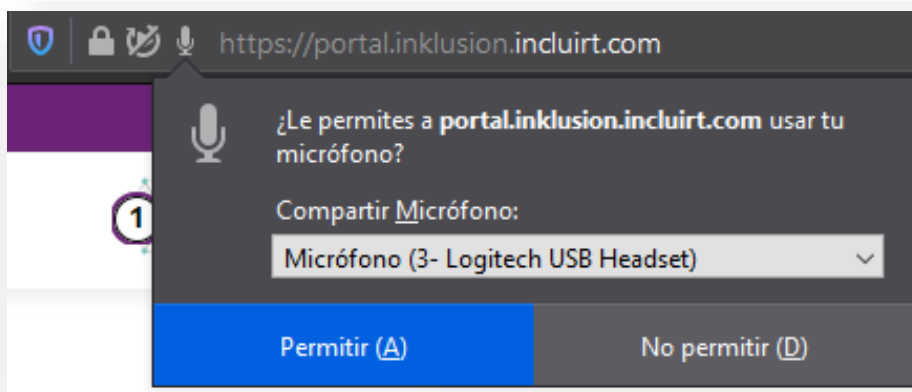 https://portal.inklusion.incluirt.com
¿Le permites a portal.inklusion.incluirt.com usar tu
micrófono?
1
Compartir Micrófono:
Micrófono (3- Logitech USB Headset)
Permitir (A)
No permitir (D)